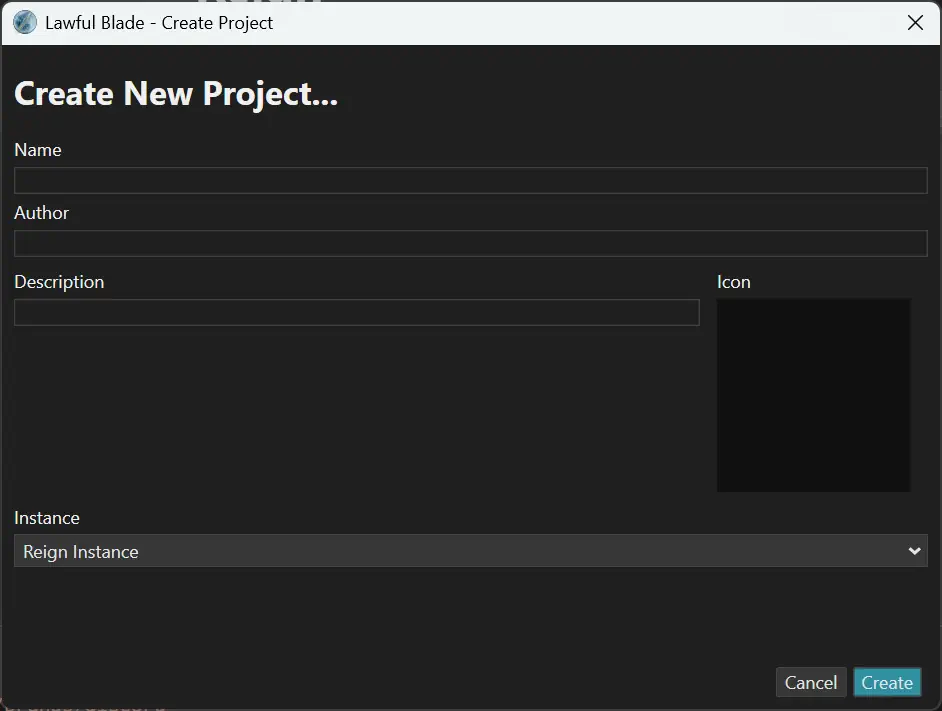 Lawful Blade - Create Project
Create New Project...
Name
Author
Description
Icon
Instance
Reign Instance
Cancel
Create